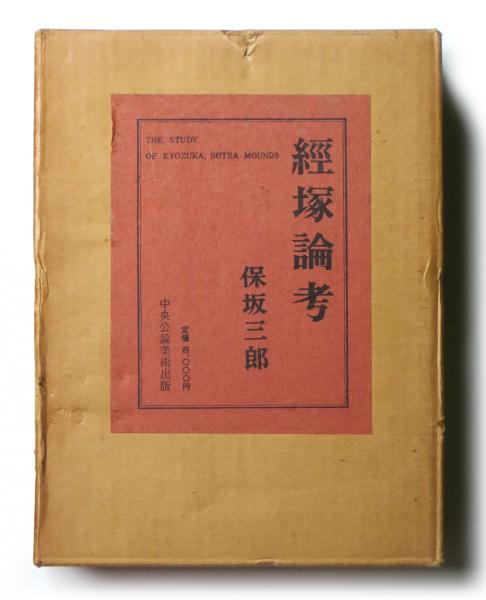 THE STUDY
OF KYOZUKA, SUTRA MOUNDS
經塚論考
保坂三郎
定価 四、〇〇〇円
中央公論美術出版